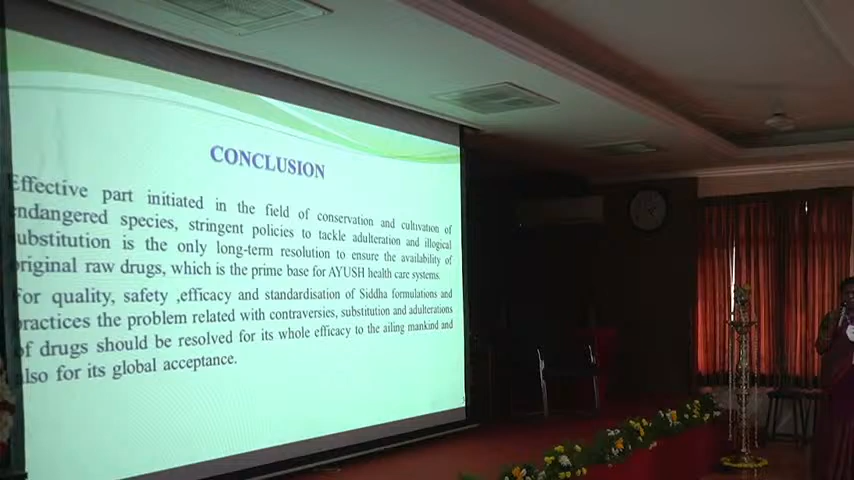 CONCLUSION
Effective part initiated in the field of conservation and cultivation of
endangered species, stringent policies to tackle adulteration and illogical
substitution is the only long-term resolution to ensure the availability of
original raw drugs, which is the prime base for AYUSH health care systems.
For quality, safety ,efficacy and standardisation of Siddha formulations and
practices the problem related with contraversies, substitution and adulterations
of drugs should be resolved for its whole efficacy to the ailing mankind and
also for its global acceptance.